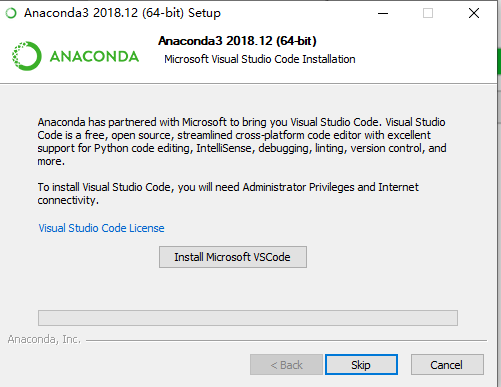 Anaconda3 2018.12 (64-bit) Setup
ANACONDA
Anaconda3 2018.12 (64-bit)
Microsoft Visual Studio Code Installation
Anaconda has partnered with Microsoft to bring you Visual Studio Code. Visual Studio
Code is a free, open source, streamlined cross-platform code editor with excellent
support for Python code editing, IntelliSense, debugging, linting, version control, and
more.
To install Visual Studio Code, you will need Administrator Privileges and Internet
connectivity.
Visual Studio Code License
Install Microsoft VSCode
Anaconda, Inc.
< Back
Skip
Cancel